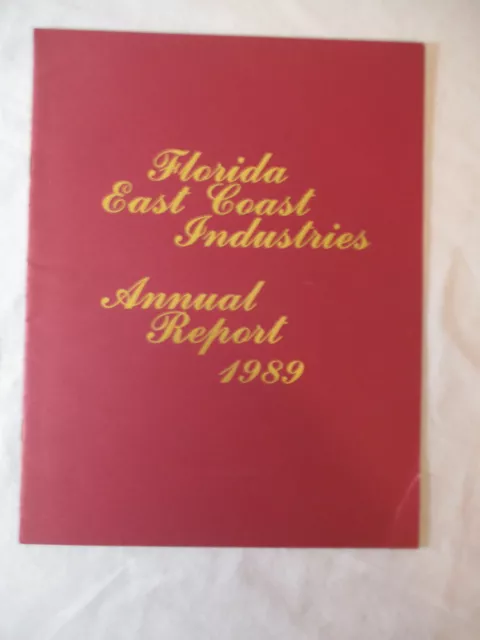 Florida
East Coast
Industries
Annual
Report
1989